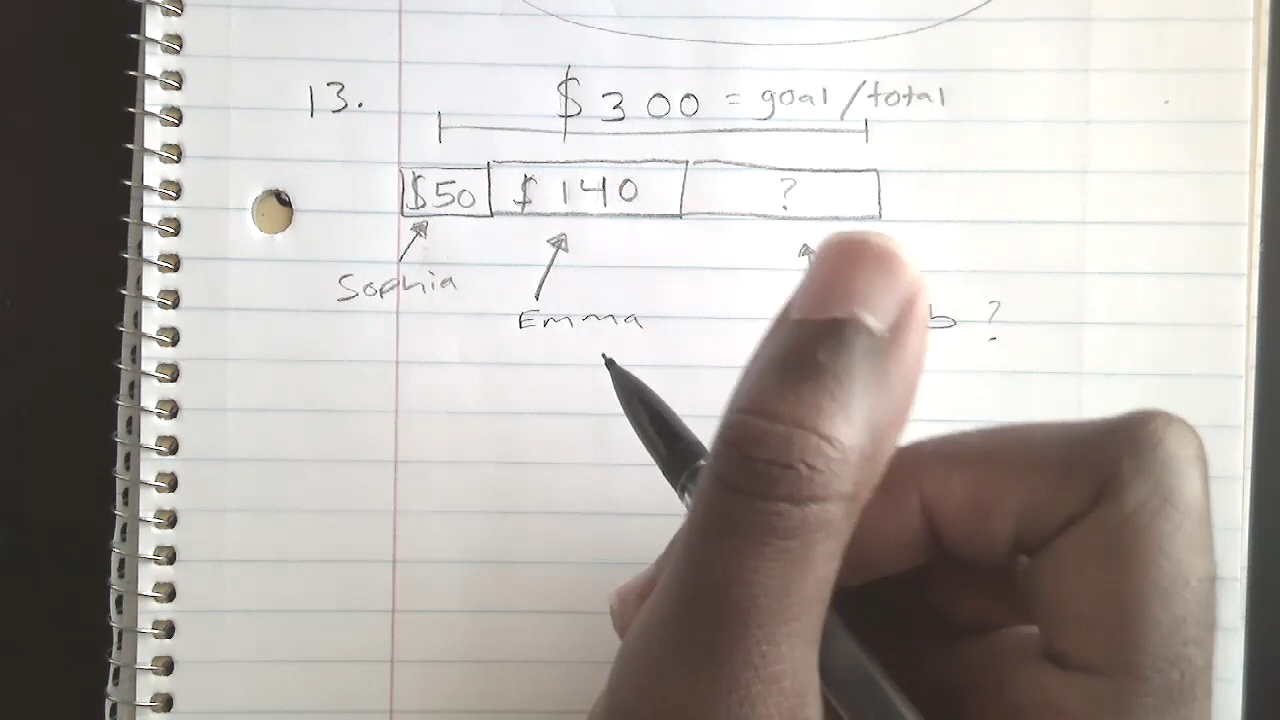 13. $300 = goal/total
$50 $140 ?
Sophia
Emma ?